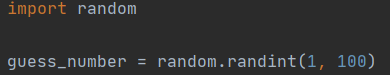 import random
guess_number = random.randint(1, 100)